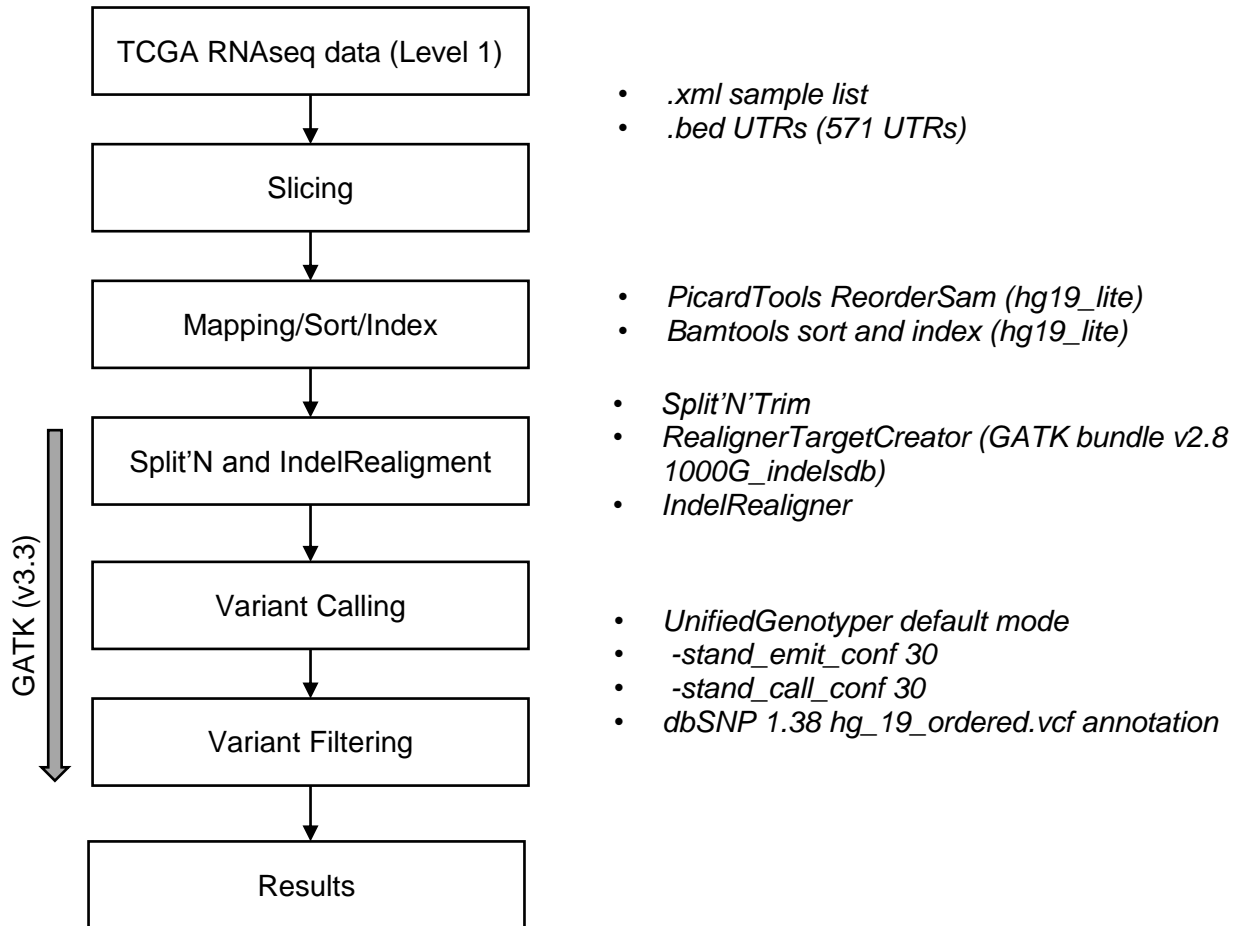 TCGA RNAseq data (Level 1)
• .xml sample list
• .bed UTRs (571 UTRs)
Slicing
Mapping/Sort/Index
• PicardTools ReorderSam (hg19_lite)
• Bamtools sort and index (hg19_lite)
Split’N and IndelRealigment
• Split’N’Trim
• RealignerTargetCreator (GATK bundle v2.8
1000G_indelsdb)
• IndelRealigner
GATK (v3.3)
Variant Calling
• UnifiedGenotyper default mode
• -stand_emit_conf 30
• -stand_call_conf 30
• dbSNP 1.38 hg_19_ordered.vcf annotation
Variant Filtering
Results